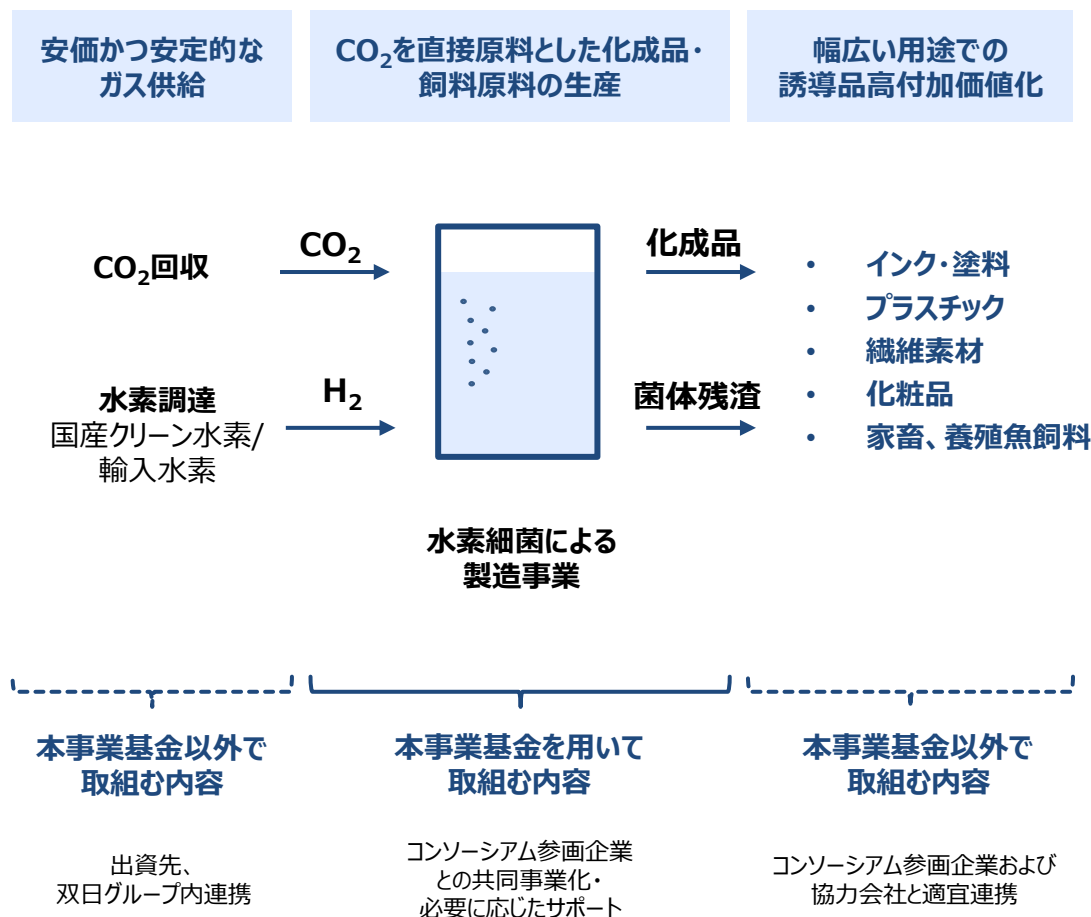 安価かつ安定的な
ガス供給
CO₂を直接原料とした化成品・
飼料原料の生産
幅広い用途での
誘導品高付加価値化
CO₂回収
CO₂
水素調達
国産クリーン水素/
輸入水素
H₂
化成品
菌体残渣
• インク・塗料
• プラスチック
• 繊維素材
• 化粧品
• 家畜、養殖魚飼料
水素細菌による
製造事業
本事業基金以外で
取組む内容
本事業基金を用いて
取組む内容
本事業基金以外で
取組む内容
出資先、
双日グループ内連携
コンソーシアム参画企業
との共同事業化・
必要に応じたサポート
コンソーシアム参画企業および
協力会社と適宜連携